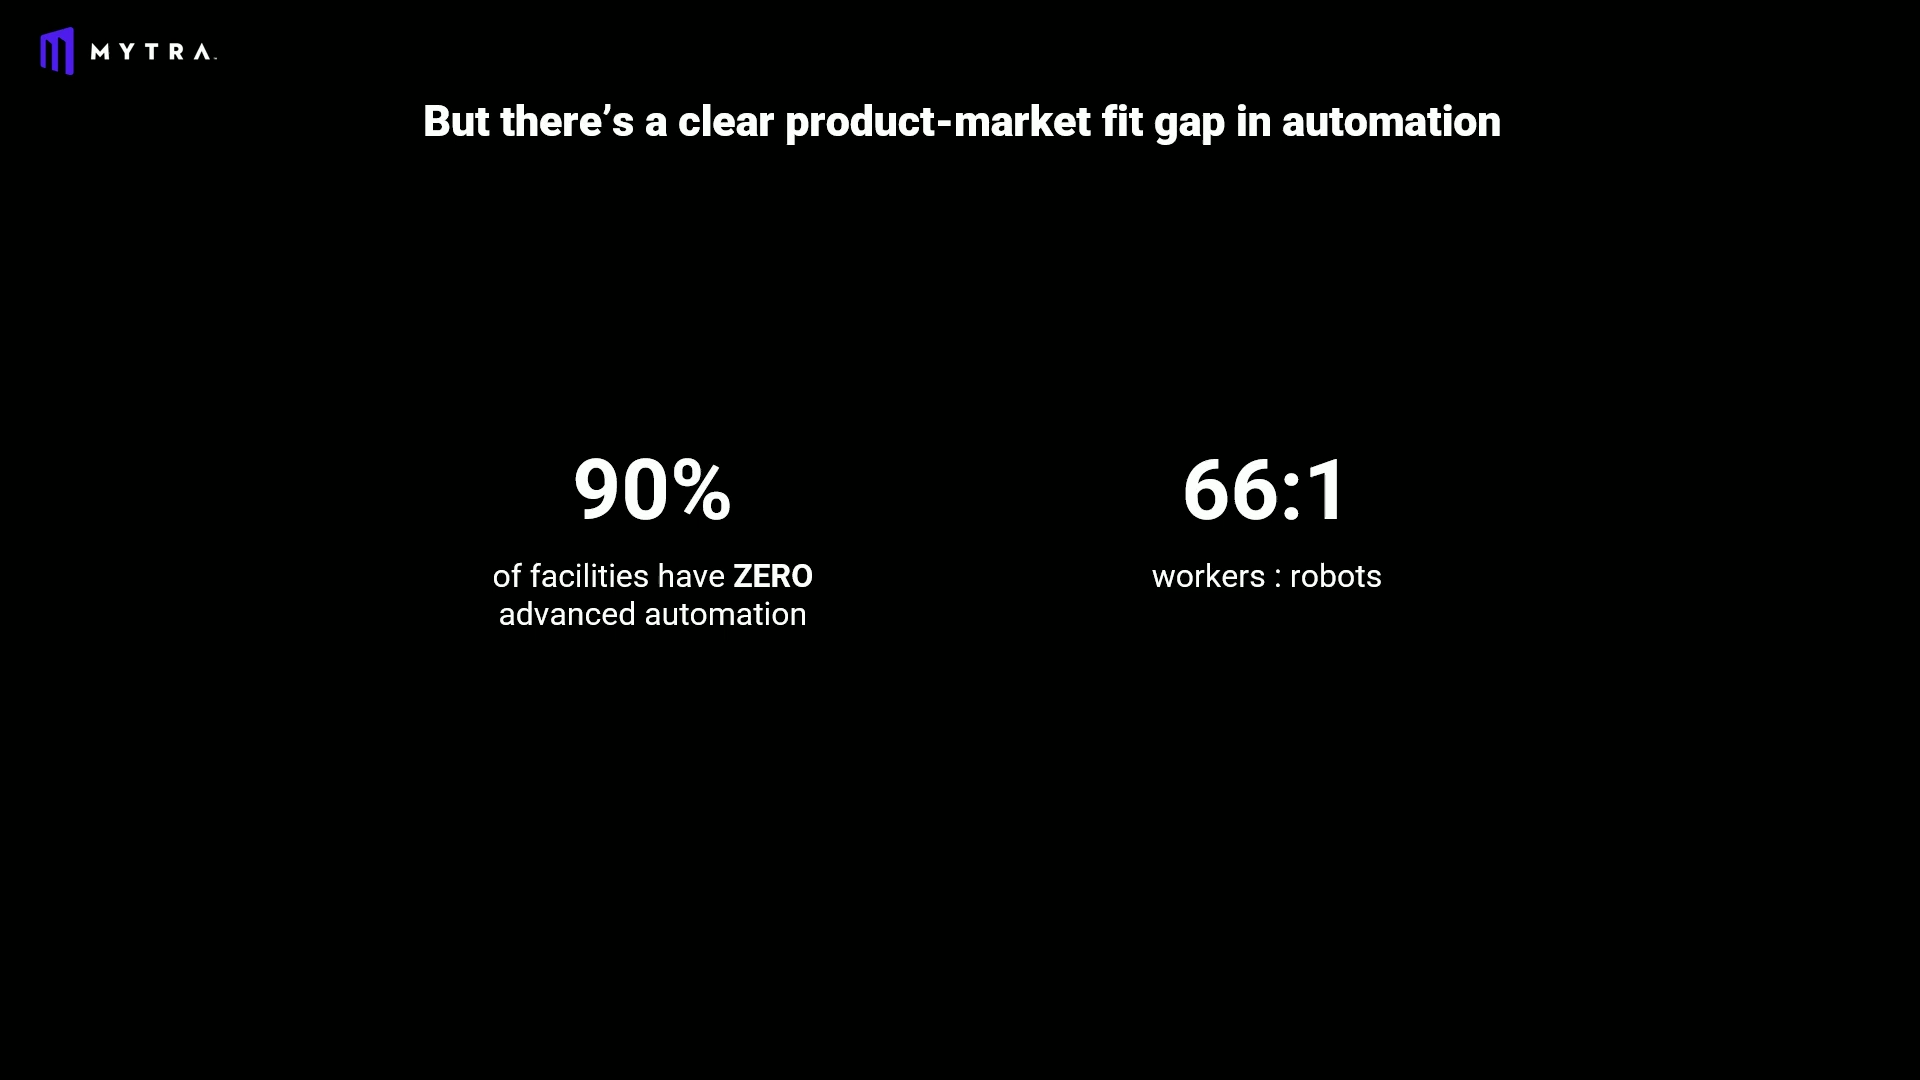 MYTRA
But there’s a clear product-market fit gap in automation
90%
of facilities have ZERO
advanced automation
66:1
workers : robots